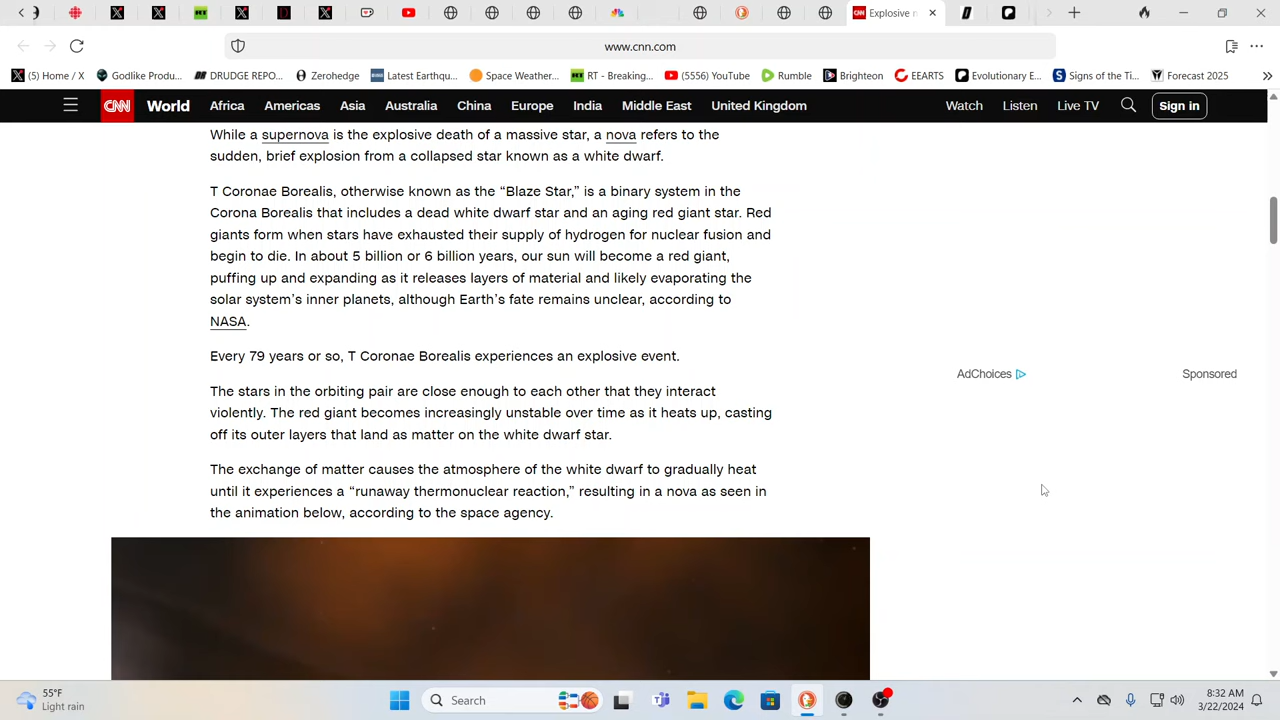 Explosive n
www.cnn.com
(5) Home / X
Godlike Produ...
DRUDGE REPO...
Zerohedge
Latest Earthqu...
Space Weather...
RT - Breaking...
(5556) YouTube
Rumble
Brighteon
EEARTS
Evolutionary E...
Signs of the Ti...
Forecast 2025
CNN World Africa Americas Asia Australia China Europe India Middle East United Kingdom Watch Listen Live TV Sign in
While a supernova is the explosive death of a massive star, a nova refers to the
sudden, brief explosion from a collapsed star known as a white dwarf.
T Coronae Borealis, otherwise known as the “Blaze Star,” is a binary system in the
Corona Borealis that includes a dead white dwarf star and an aging red giant star. Red
giants form when stars have exhausted their supply of hydrogen for nuclear fusion and
begin to die. In about 5 billion or 6 billion years, our sun will become a red giant,
puffing up and expanding as it releases layers of material and likely evaporating the
solar system’s inner planets, although Earth’s fate remains unclear, according to
NASA.
Every 79 years or so, T Coronae Borealis experiences an explosive event.
AdChoices
Sponsored
The stars in the orbiting pair are close enough to each other that they interact
violently. The red giant becomes increasingly unstable over time as it heats up, casting
off its outer layers that land as matter on the white dwarf star.
The exchange of matter causes the atmosphere of the white dwarf to gradually heat
until it experiences a “runaway thermonuclear reaction,” resulting in a nova as seen in
the animation below, according to the space agency.
55°F
Light rain
Search
8:32 AM
3/22/2024